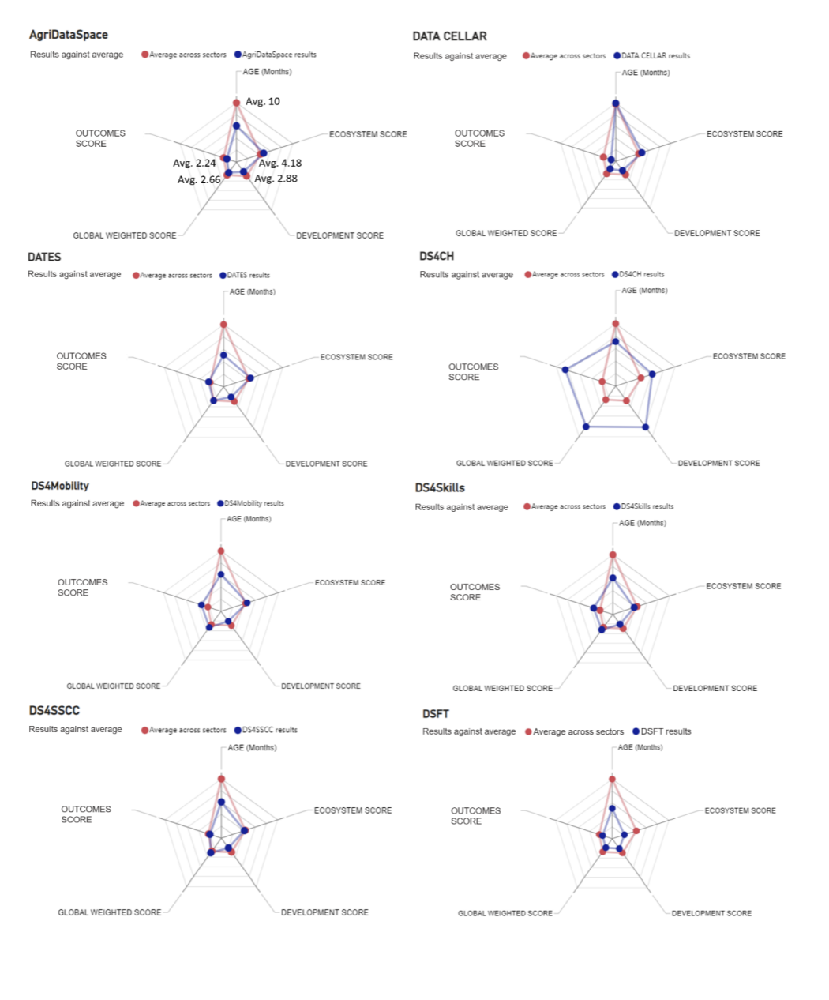 AgriDataSpace
Results against average
Average across sectors
AgriDataSpace results
AGE (Months)
Avg. 10
OUTCOMES
SCORE
ECOSYSTEM SCORE
Avg. 2.24
Avg. 4.18
Avg. 2.66
Avg. 2.88
GLOBAL WEIGHTED SCORE
DEVELOPMENT SCORE
DATA CELLAR
Results against average
Average across sectors
DATA CELLAR results
AGE (Months)
OUTCOMES
SCORE
ECOSYSTEM SCORE
GLOBAL WEIGHTED SCORE
DEVELOPMENT SCORE
DATES
Results against average
Average across sectors
DATES results
AGE (Months)
OUTCOMES
SCORE
ECOSYSTEM SCORE
GLOBAL WEIGHTED SCORE
DEVELOPMENT SCORE
DS4CH
Results against average
Average across sectors
DS4CH results
AGE (Months)
OUTCOMES
SCORE
ECOSYSTEM SCORE
GLOBAL WEIGHTED SCORE
DEVELOPMENT SCORE
DS4Mobility
Results against average
Average across sectors
DS4Mobility results
AGE (Months)
OUTCOMES
SCORE
ECOSYSTEM SCORE
GLOBAL WEIGHTED SCORE
DEVELOPMENT SCORE
DS4Skills
Results against average
Average across sectors
DS4Skills results
AGE (Months)
OUTCOMES
SCORE
ECOSYSTEM SCORE
GLOBAL WEIGHTED SCORE
DEVELOPMENT SCORE
DS4SSCC
Results against average
Average across sectors
DS4SSCC results
AGE (Months)
OUTCOMES
SCORE
ECOSYSTEM SCORE
GLOBAL WEIGHTED SCORE
DEVELOPMENT SCORE
DSFT
Results against average
Average across sectors
DSFT results
AGE (Months)
OUTCOMES
SCORE
ECOSYSTEM SCORE
GLOBAL WEIGHTED SCORE
DEVELOPMENT SCORE